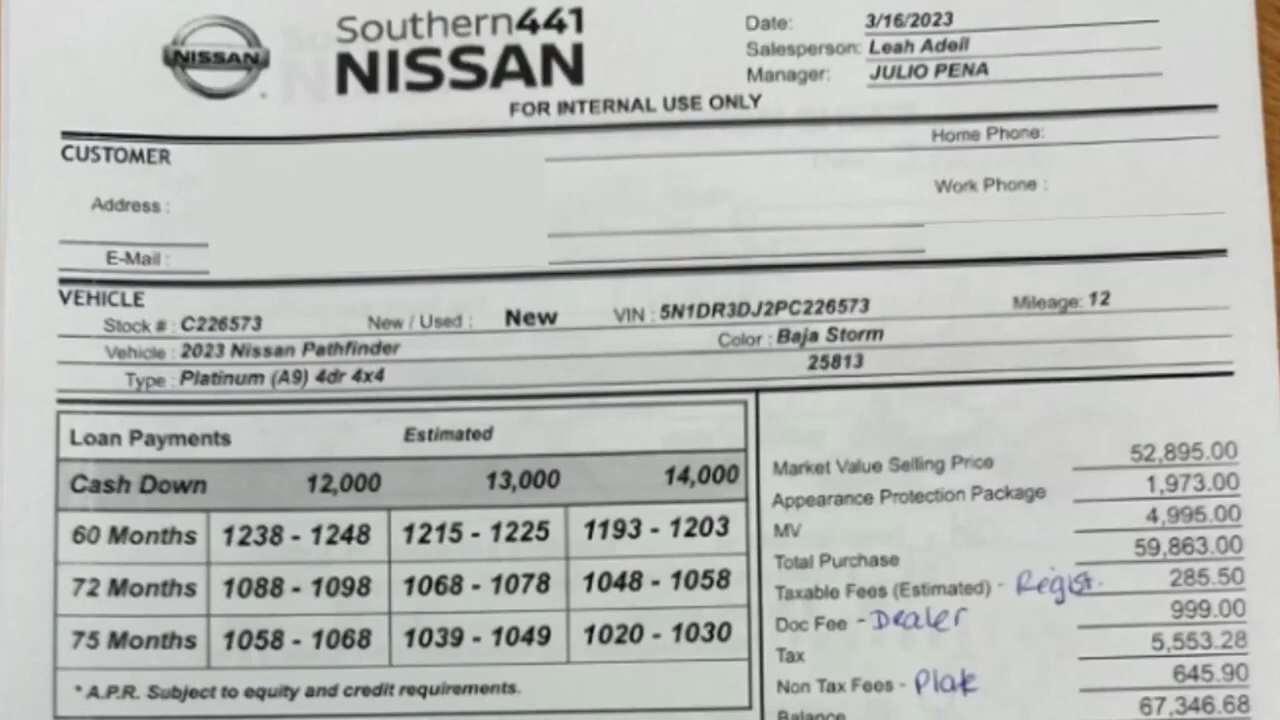 NISSAN
Southern441
NISSAN
Date: 3/16/2023
Salesperson: Leah Adeil
Manager: JULIO PENA
FOR INTERNAL USE ONLY
CUSTOMER
Home Phone:
Address :
Work Phone :
E-Mail :
VEHICLE
Stock # : C226573 New / Used : New VIN : 5N1DR3DJ2PC226573 Mileage: 12
Vehicle : 2023 Nissan Pathfinder Color : Baja Storm
Type : Platinum (A9) 4dr 4x4 25813
Loan Payments Estimated
Cash Down 12,000 13,000 14,000
60 Months 1238 - 1248 1215 - 1225 1193 - 1203
72 Months 1088 - 1098 1068 - 1078 1048 - 1058
75 Months 1058 - 1068 1039 - 1049 1020 - 1030
* A.P.R. Subject to equity and credit requirements.
Market Value Selling Price 52,895.00
Appearance Protection Package 1,973.00
MV 4,995.00
Total Purchase 59,863.00
Taxable Fees (Estimated) - Regist. 285.50
Doc Fee - Dealer 999.00
Tax 5,553.28
Non Tax Fees - Plate 645.90
Balance 67,346.68